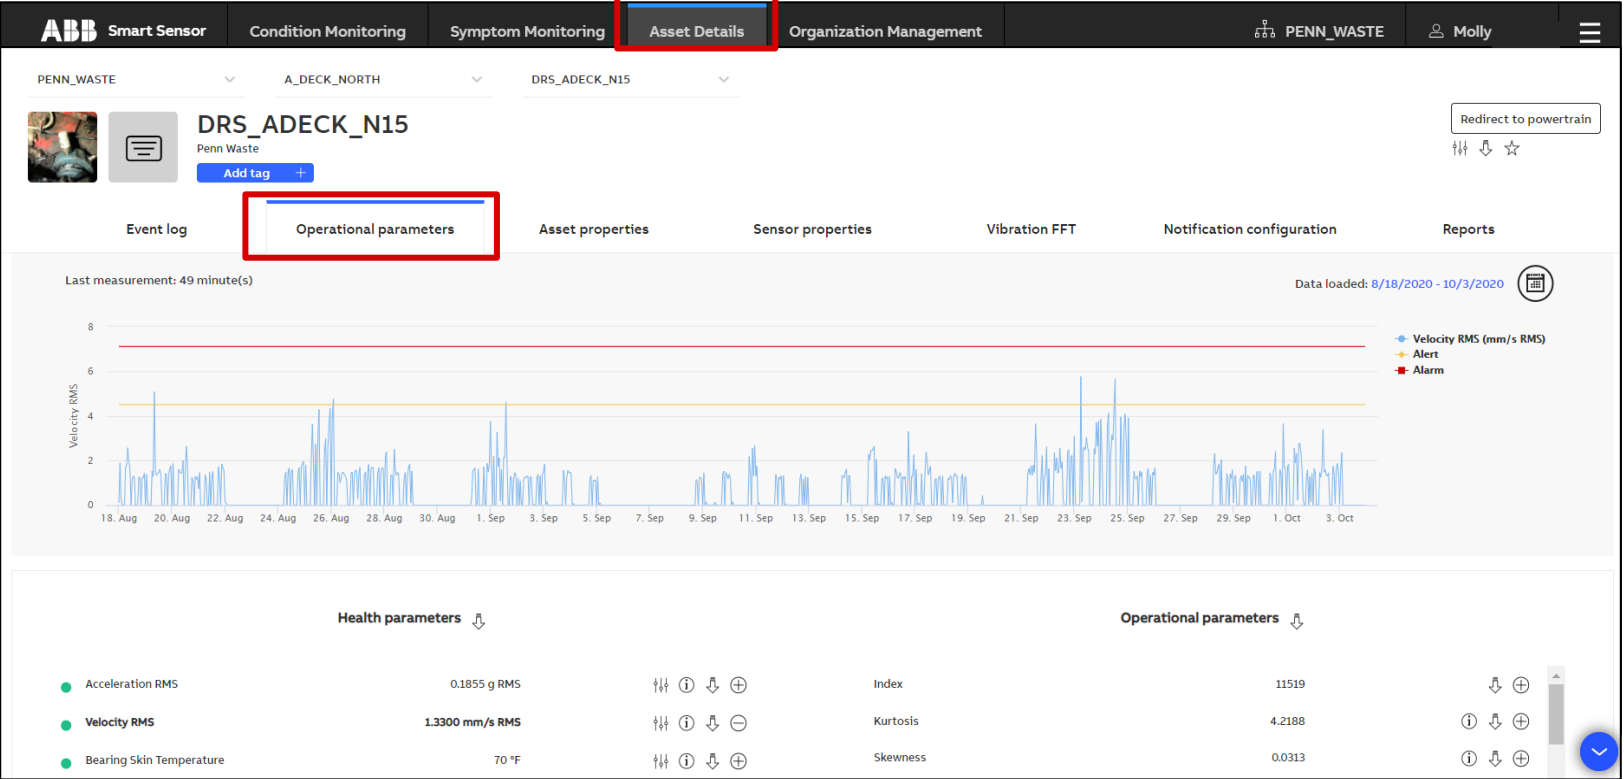 ABB Smart Sensor Condition Monitoring Symptom Monitoring Asset Details Organization Management PENN_WASTE Molly
PENN_WASTE A_DECK_NORTH DRS_ADECK_N15
DRS_ADECK_N15
Penn Waste
Add tag +
Redirect to powertrain
Event log Operational parameters Asset properties Sensor properties Vibration FFT Notification configuration Reports
Last measurement: 49 minute(s)
Data loaded: 8/18/2020 - 10/3/2020
Velocity RMS
8
6
4
2
0
18. Aug 20. Aug 22. Aug 24. Aug 26. Aug 28. Aug 30. Aug 1. Sep 3. Sep 5. Sep 7. Sep 9. Sep 11. Sep 13. Sep 15. Sep 17. Sep 19. Sep 21. Sep 23. Sep 25. Sep 27. Sep 29. Sep 1. Oct 3. Oct
Velocity RMS (mm/s RMS)
Alert
Alarm
Health parameters
Acceleration RMS 0.1855 g RMS
Velocity RMS 1.3300 mm/s RMS
Bearing Skin Temperature 70 °F
Operational parameters
Index 11519
Kurtosis 4.2188
Skewness 0.0313